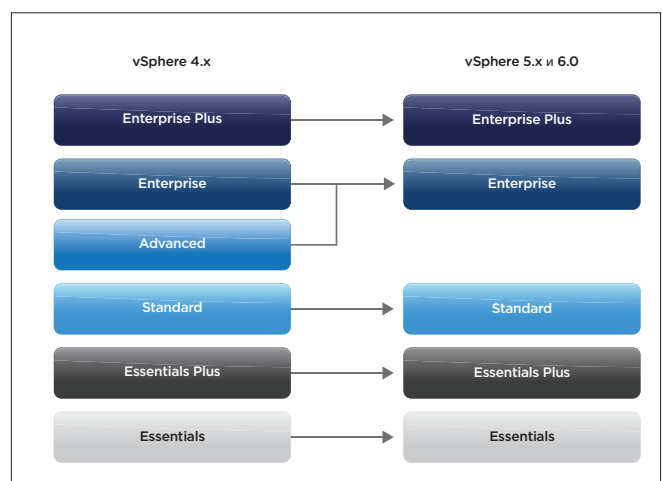 vSphere 4.x
vSphere 5.x и 6.0
Enterprise Plus
Enterprise Plus
Enterprise
Enterprise
Advanced
Standard
Standard
Essentials Plus
Essentials Plus
Essentials
Essentials